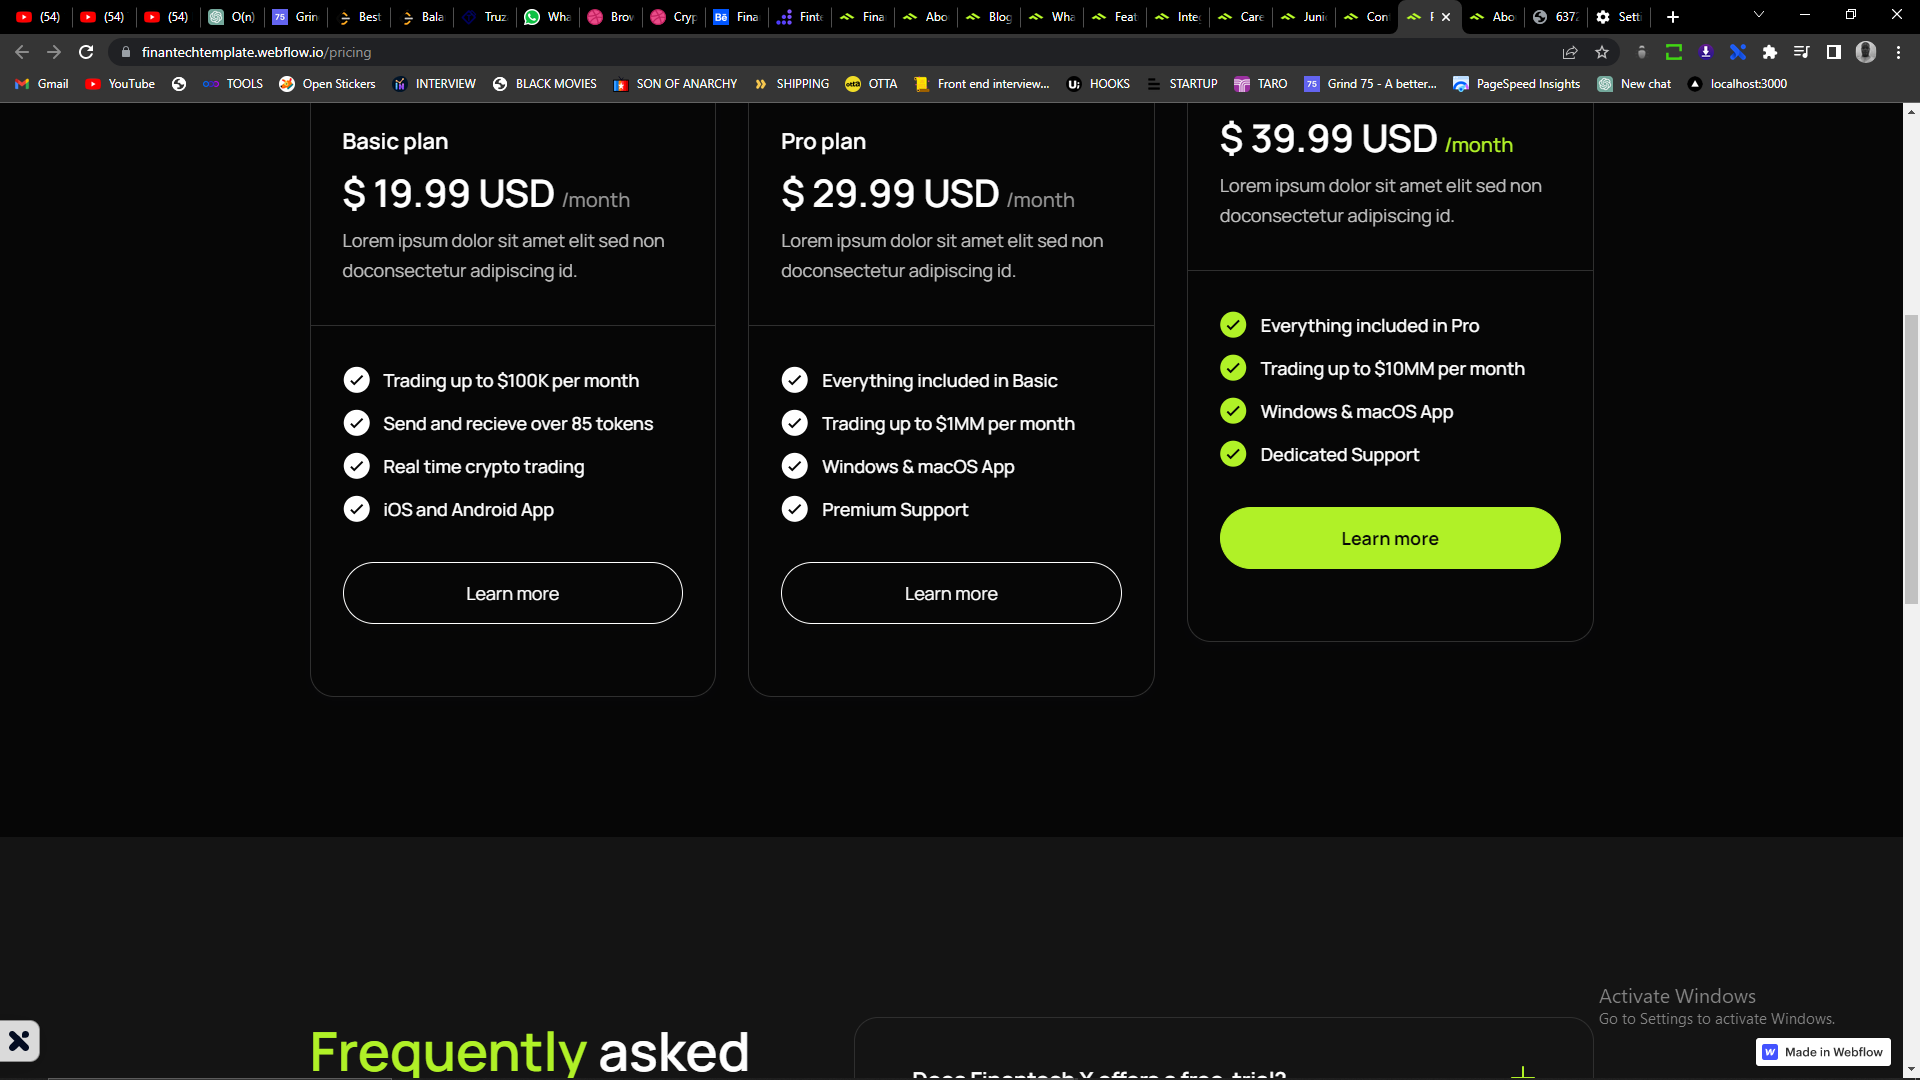 (54)
(54)
(54)
O(n)
Grin
Best
Bala
Truz
Wha
Brov
Cryp
Fina
Finte
Fina
Abo
Blog
Wha
Feat
Inte
Care
Juni
Con
Abo
637
Setti
finantechtemplate.webflow.io/pricing
Gmail
YouTube
TOOLS
Open Stickers
INTERVIEW
BLACK MOVIES
SON OF ANARCHY
SHIPPING
OTTA
Front end interview...
HOOKS
STARTUP
TARO
Grind 75 - A better...
PageSpeed Insights
New chat
localhost:3000
Basic plan
$ 19.99 USD /month
Lorem ipsum dolor sit amet elit sed non
doconsectetur adipiscing id.
Trading up to $100K per month
Send and recieve over 85 tokens
Real time crypto trading
iOS and Android App
Learn more
Pro plan
$ 29.99 USD /month
Lorem ipsum dolor sit amet elit sed non
doconsectetur adipiscing id.
Everything included in Basic
Trading up to $1MM per month
Windows & macOS App
Premium Support
Learn more
$ 39.99 USD /month
Lorem ipsum dolor sit amet elit sed non
doconsectetur adipiscing id.
Everything included in Pro
Trading up to $10MM per month
Windows & macOS App
Dedicated Support
Learn more
Frequently asked
Does Finantech X offers a free-trial?
Activate Windows
Go to Settings to activate Windows.
Made in Webflow